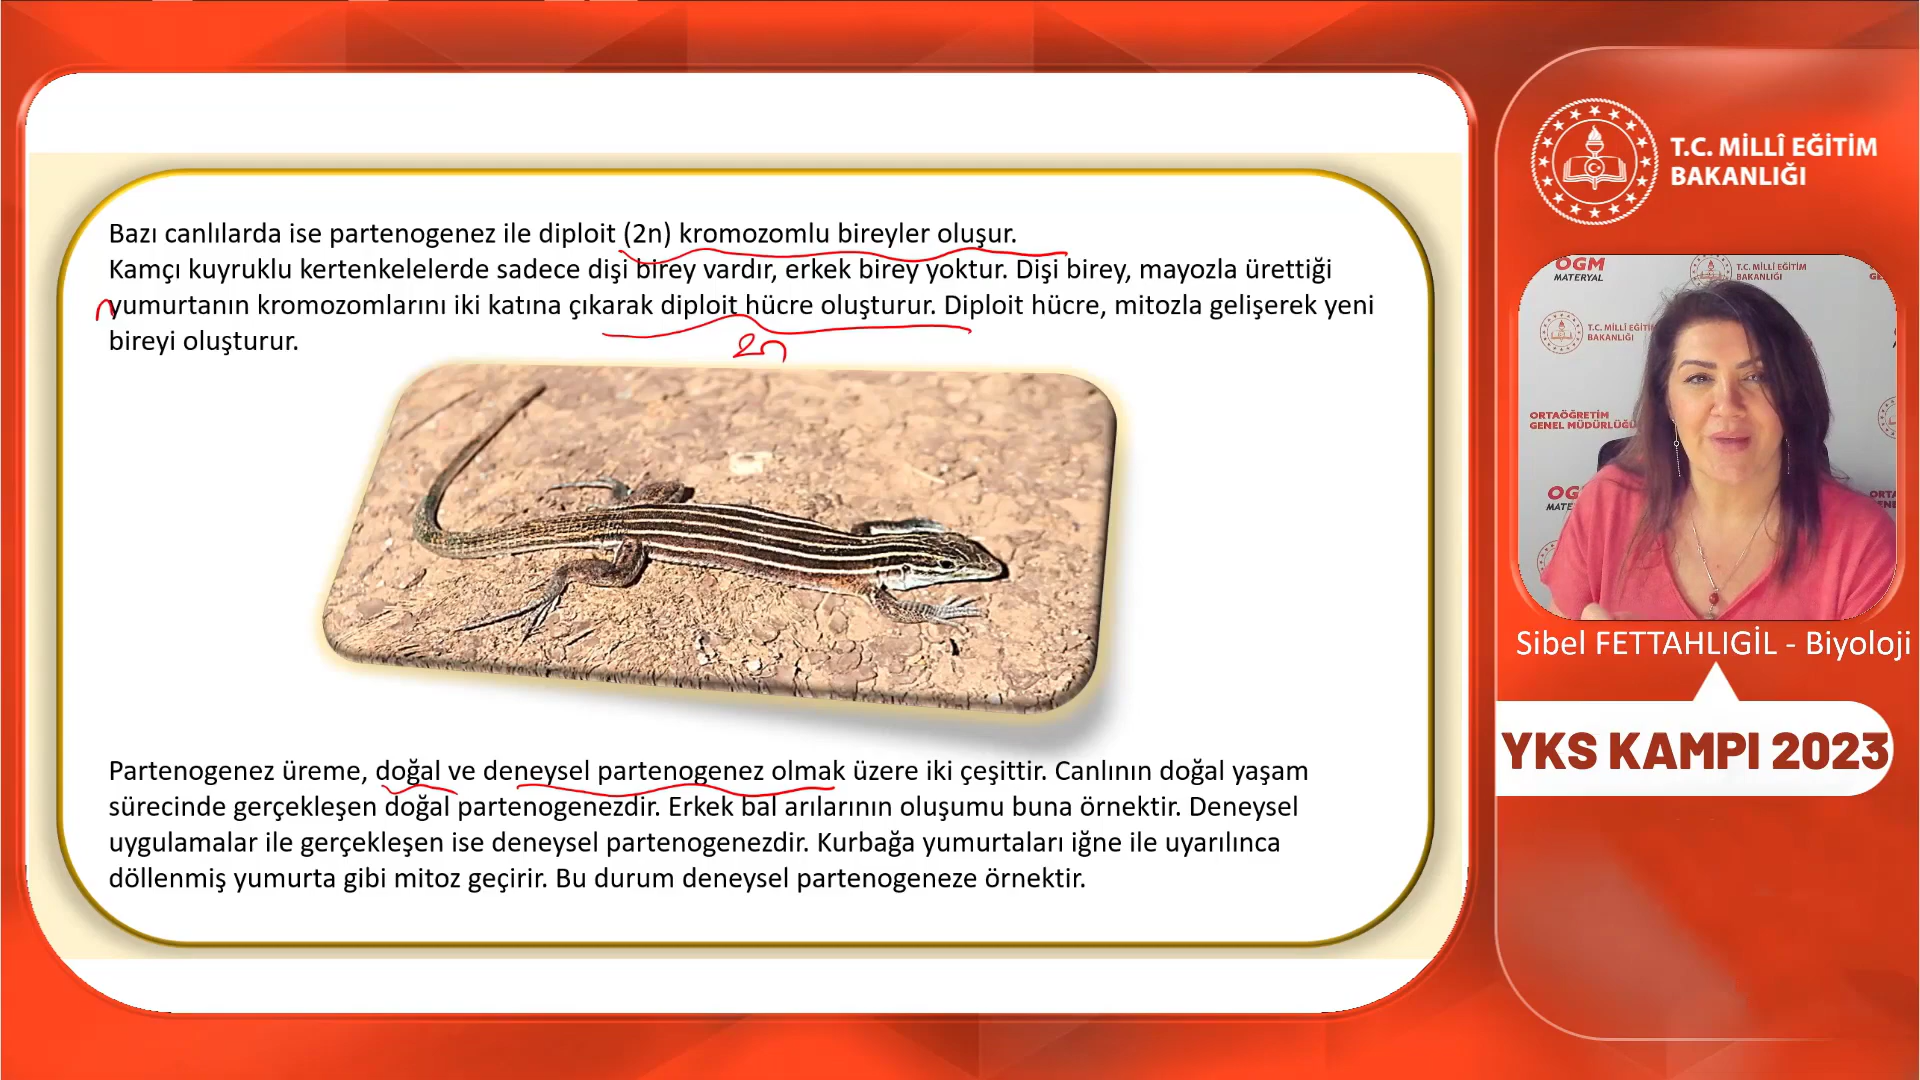 Bazı canlılarda ise partenogenez ile diploit (2n) kromozomlu bireyler oluşur.
Kamçı kuyruklu kertenkelelerde sadece dişi birey vardır, erkek birey yoktur. Dişi birey, mayozla ürettiği
n
yumurtanın kromozomlarını iki katına çıkarak diploit hücre oluşturur. Diploit hücre, mitozla gelişerek yeni
bireyi oluşturur.
2n
Partenogenez üreme, doğal ve deneysel partenogenez olmak üzere iki çeşittir. Canlının doğal yaşam
sürecinde gerçekleşen doğal partenogenezdir. Erkek bal arılarının oluşumu buna örnektir. Deneysel
uygulamalar ile gerçekleşen ise deneysel partenogenezdir. Kurbağa yumurtaları iğne ile uyarılınca
döllenmiş yumurta gibi mitoz geçirir. Bu durum deneysel partenogeneze örnektir.
T.C. MİLLÎ EĞİTİM
BAKANLIĞI
ÖGM
MATERYAL
T.C. MİLLÎ EĞİTİM
BAKANLIĞI
T.C. MİLLÎ EĞİTİM
BAKANLIĞI
ORTAÖĞRETİM
GENEL MÜDÜRLÜĞÜ
Sibel FETTAHLIGİL - Biyoloji
YKS KAMPI 2023